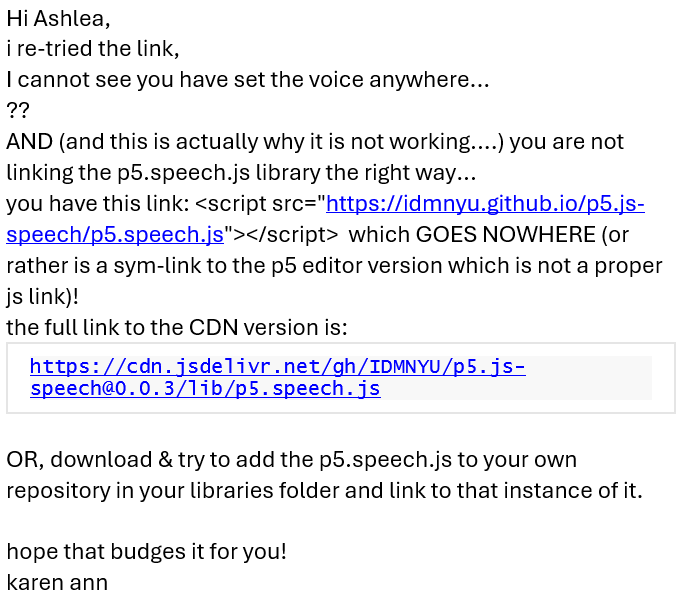 Hi Ashlea,
i re-tried the link,
I cannot see you have set the voice anywhere...
??
AND (and this is actually why it is not working....) you are not
linking the p5.speech.js library the right way...
you have this link: <script src="https://idmnyu.github.io/p5.js-
speech/p5.speech.js"></script>  which GOES NOWHERE (or
rather is a sym-link to the p5 editor version which is not a proper
js link)!
the full link to the CDN version is:
https://cdn.jsdelivr.net/gh/IDMNYU/p5.js-
speech@0.0.3/lib/p5.speech.js
OR, download & try to add the p5.speech.js to your own
repository in your libraries folder and link to that instance of it.
hope that budges it for you!
karen ann